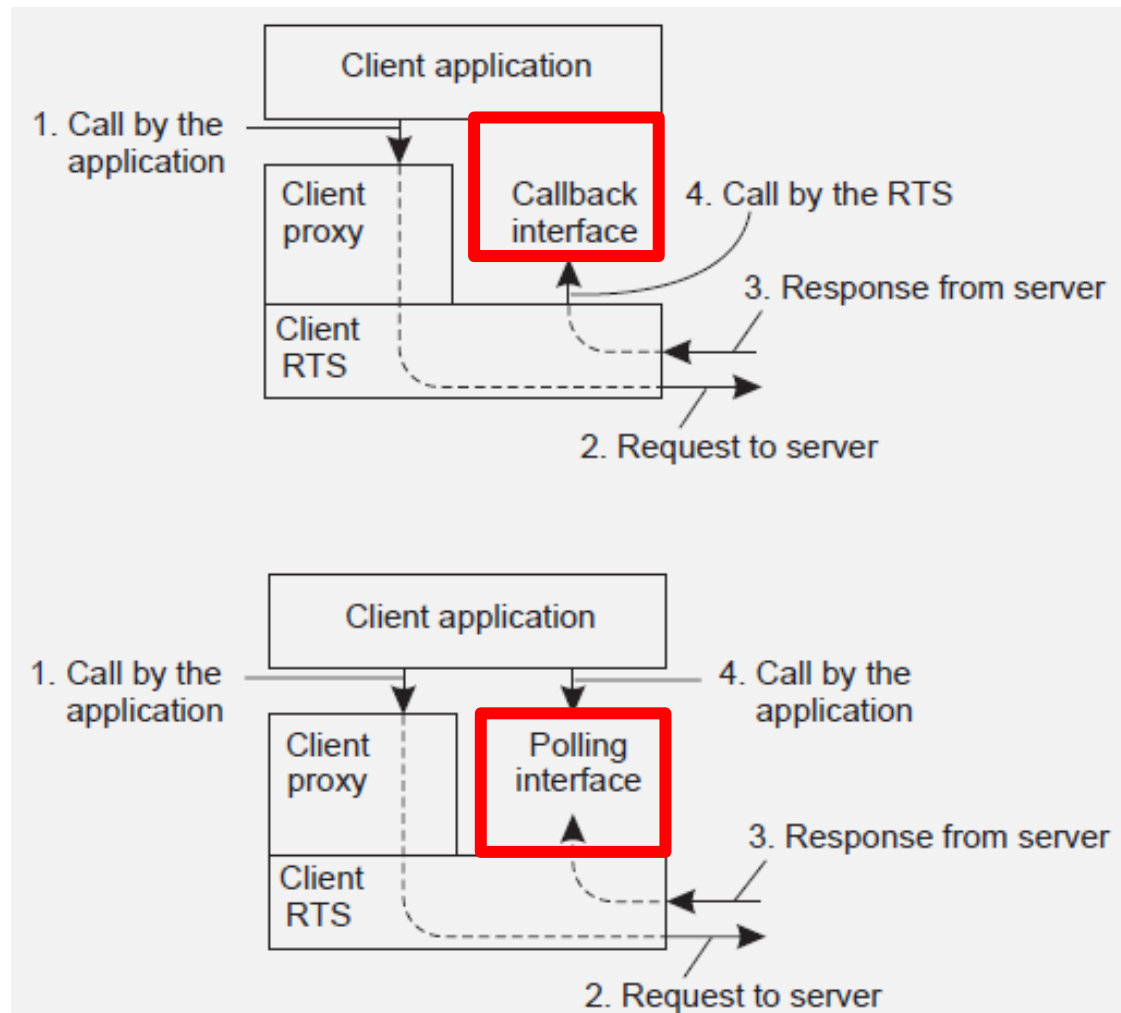 Client application
1. Call by the
application
Client
proxy
Callback
interface
4. Call by the RTS
3. Response from server
Client
RTS
2. Request to server
Client application
1. Call by the
application
4. Call by the
application
Client
proxy
Polling
interface
3. Response from server
Client
RTS
2. Request to server